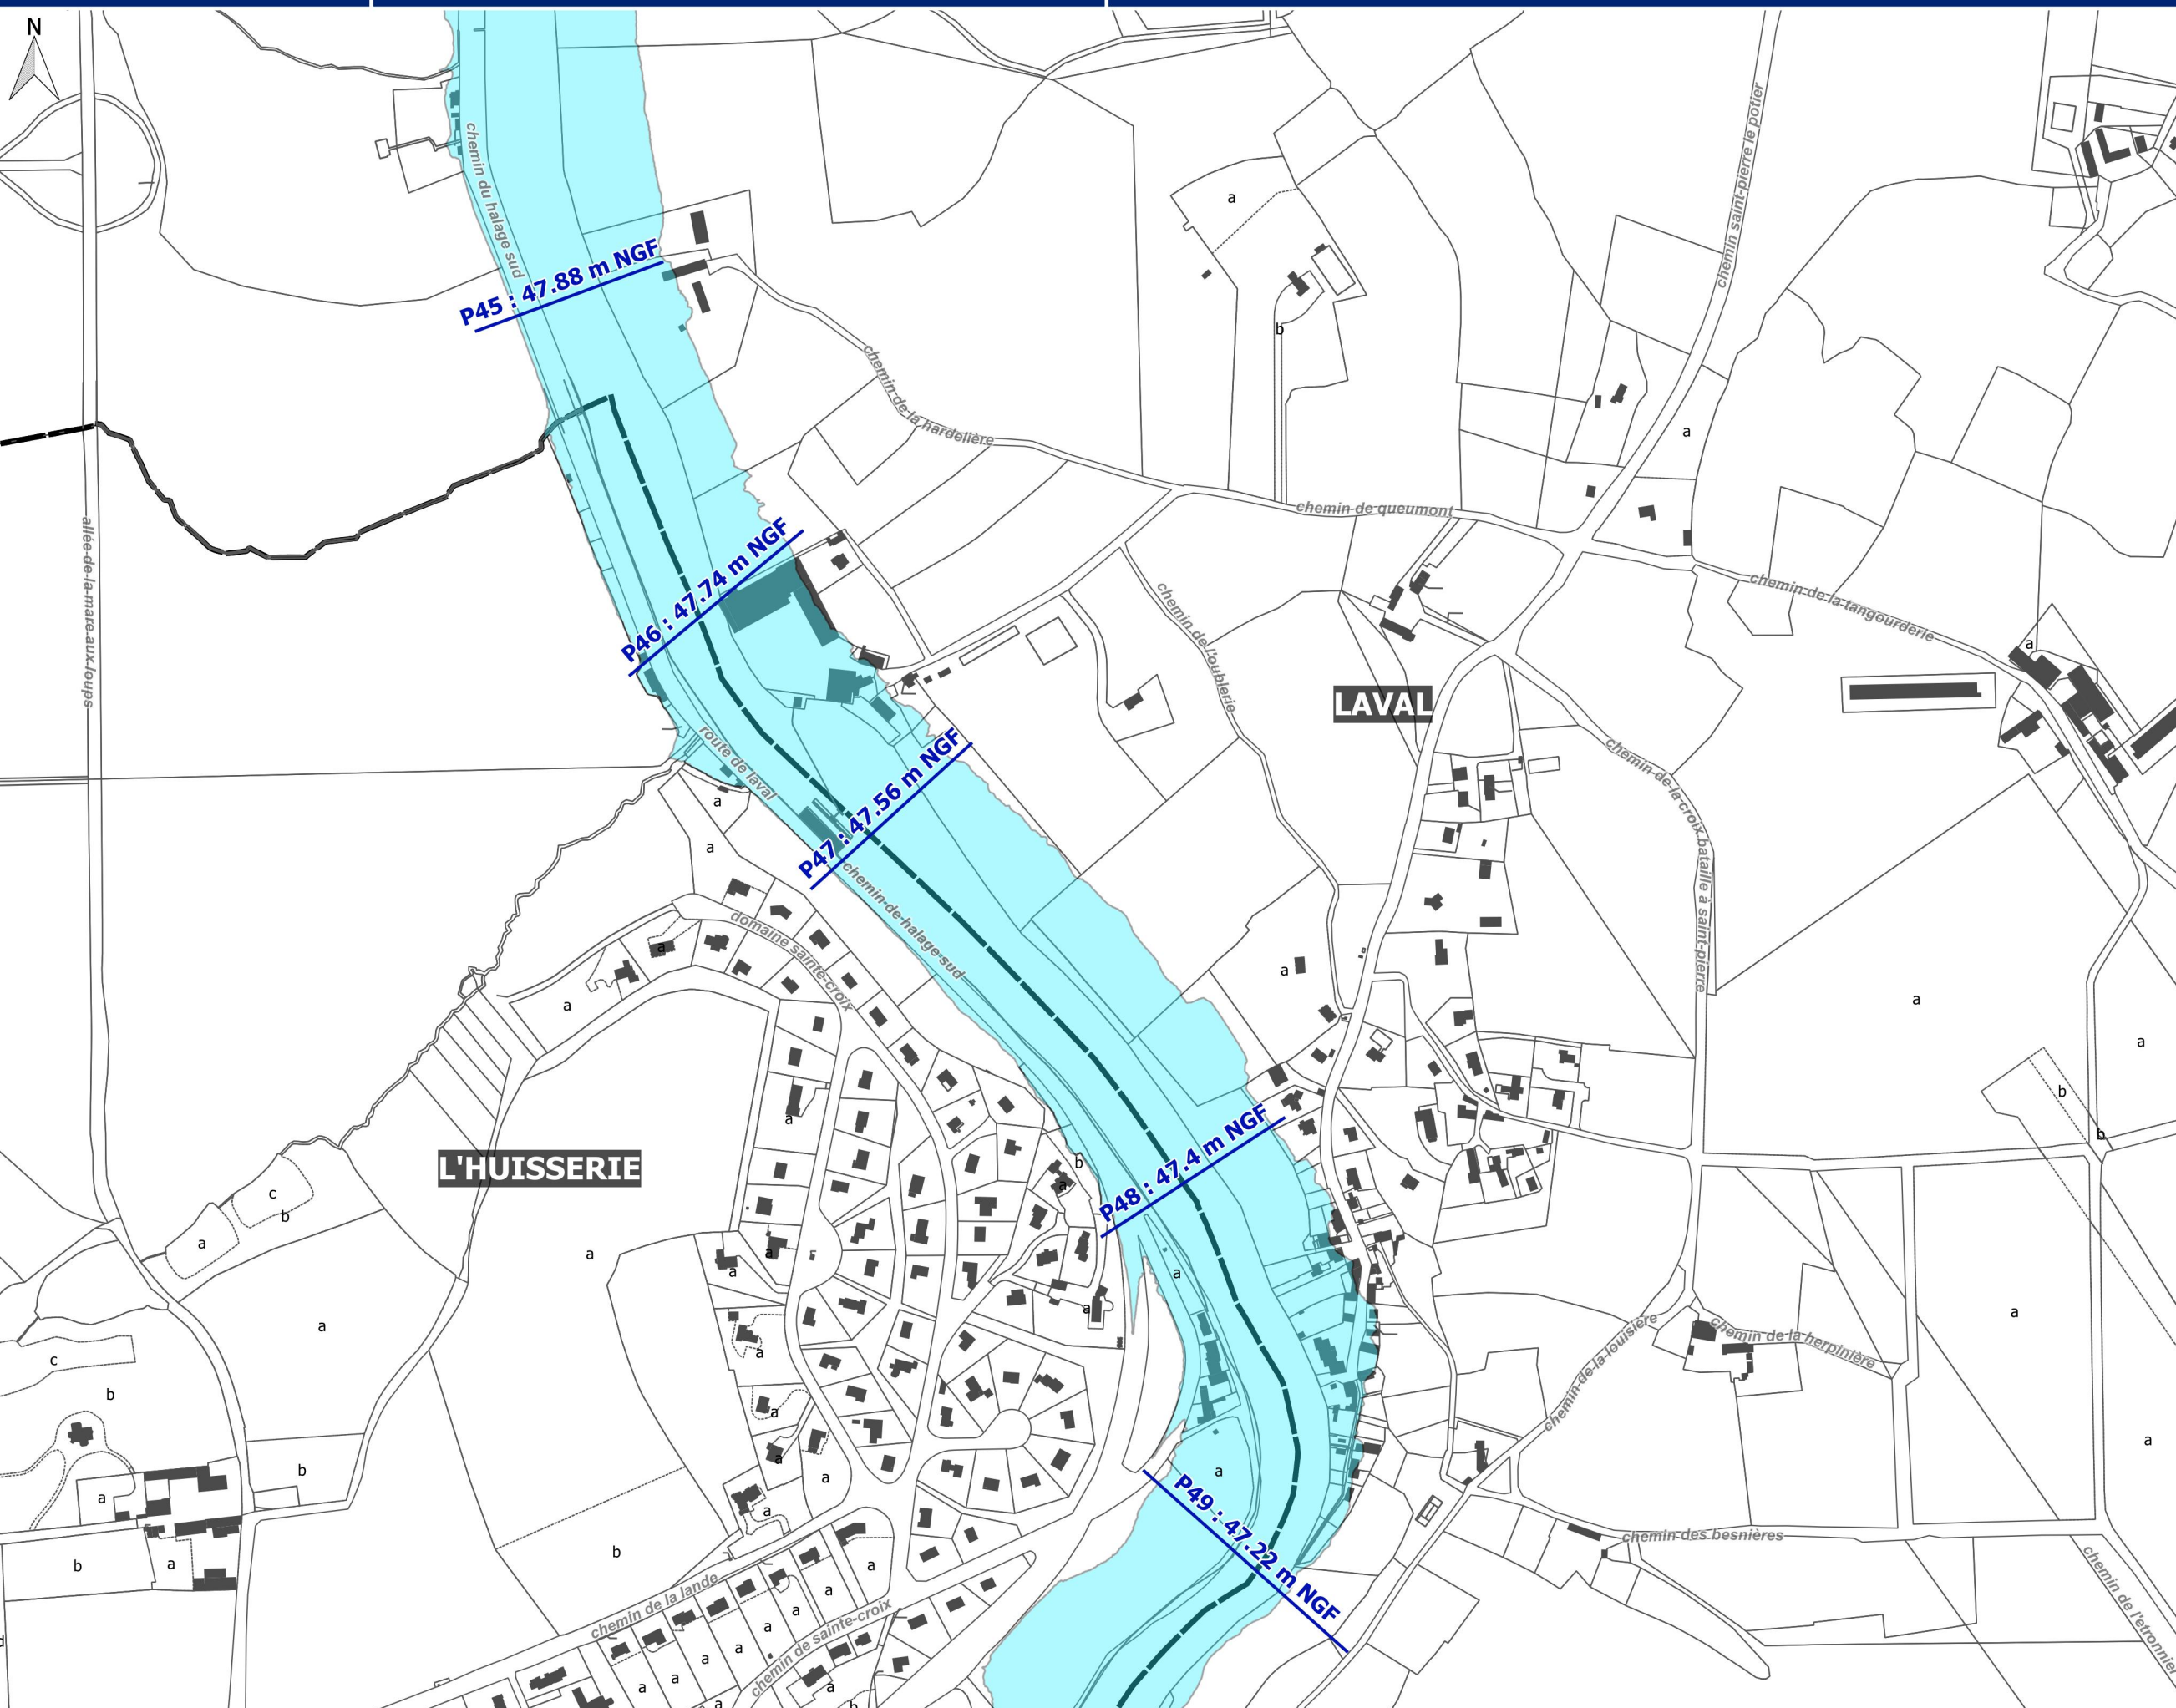 N
chemin du halage sud
chemin saint-pierre le potier
a
P45 : 47.88 m NGF
b
chemin de la hardelière
a
chemin de queumont
allée de la mare aux loups
P46 : 47.74 m NGF
chemin de la tangourderie
chemin de l'oublerie
a
LAVAL
route de laval
P47 : 47.56 m NGF
chemin de la croix bataille à saint-pierre
a
a
chemin de halage sud
domaine sainte-croix
a
a
a
a
a
a
b
a
P48 : 47.4 m NGF
b
b
a
L'HUISSERIE
c
b
a
a
a
a
a
a
a
a
a
chemin de la louisière
chemin de la herpinière
c
b
a
a
a
b
a
a
a
a
P49 : 47.22 m NGF
a
a
chemin des besnières
b
a
b
a
chemin de l'etronnier
chemin de la lande
a
a
a
chemin de sainte-croix
a
a
a
a
a
a
b
d